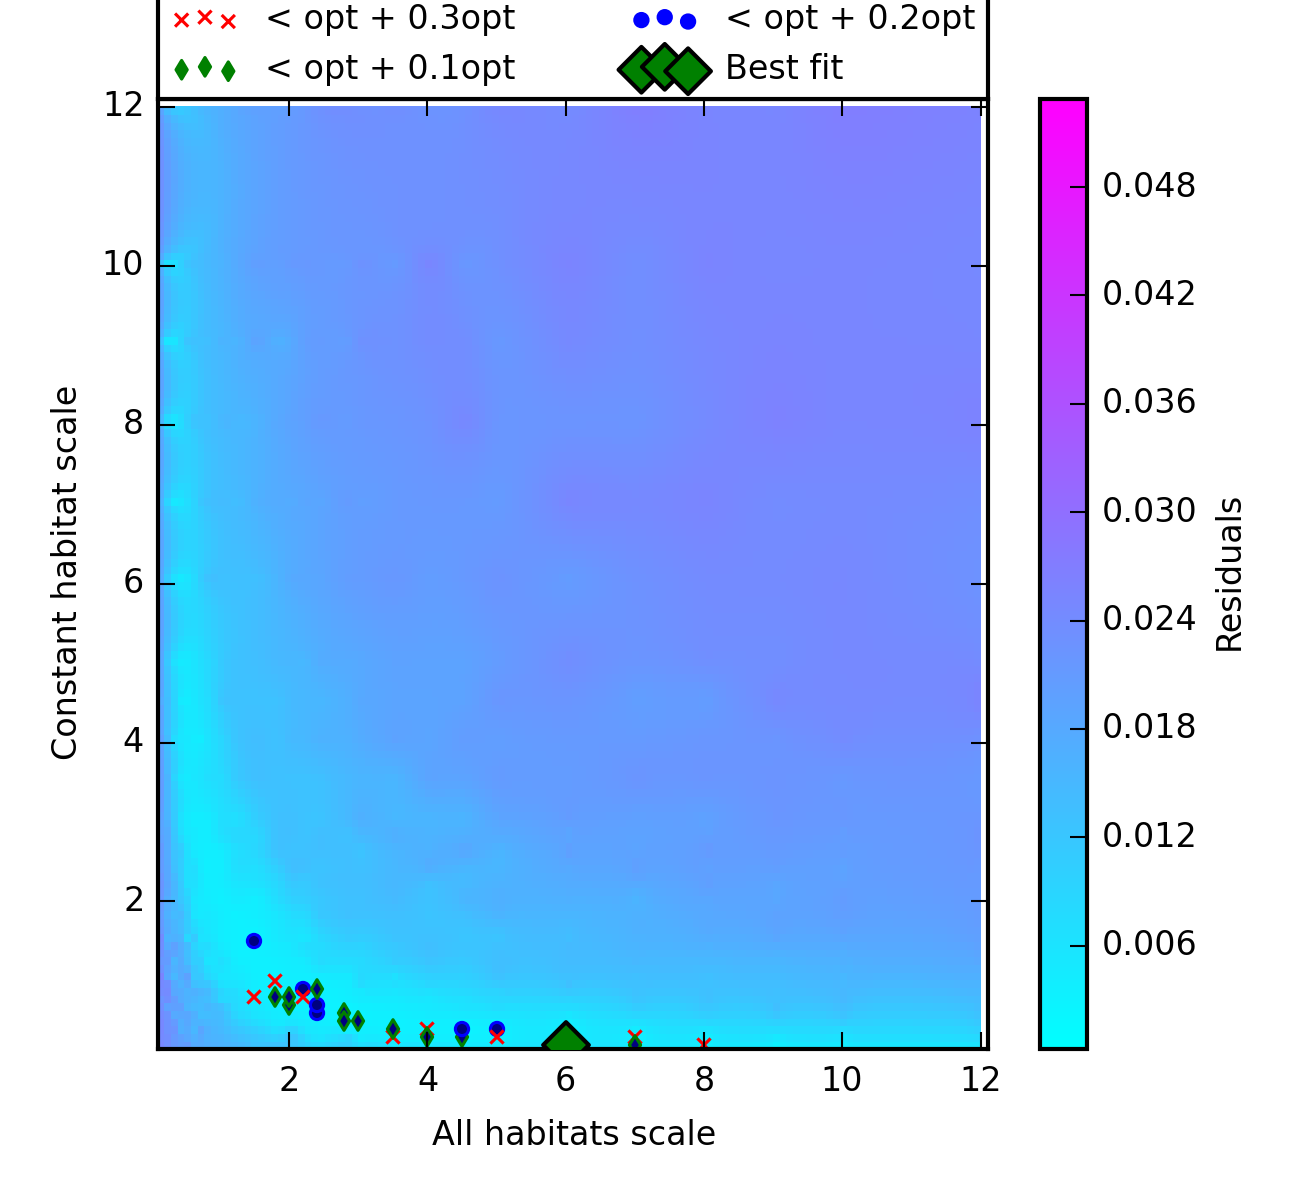 < opt + 0.3opt < opt + 0.2opt
< opt + 0.1opt Best fit
12
10
8
6
4
2
Constant habitat scale
2 4 6 8 10 12
All habitats scale
0.048
0.042
0.036
0.030
0.024
0.018
0.012
0.006
Residuals